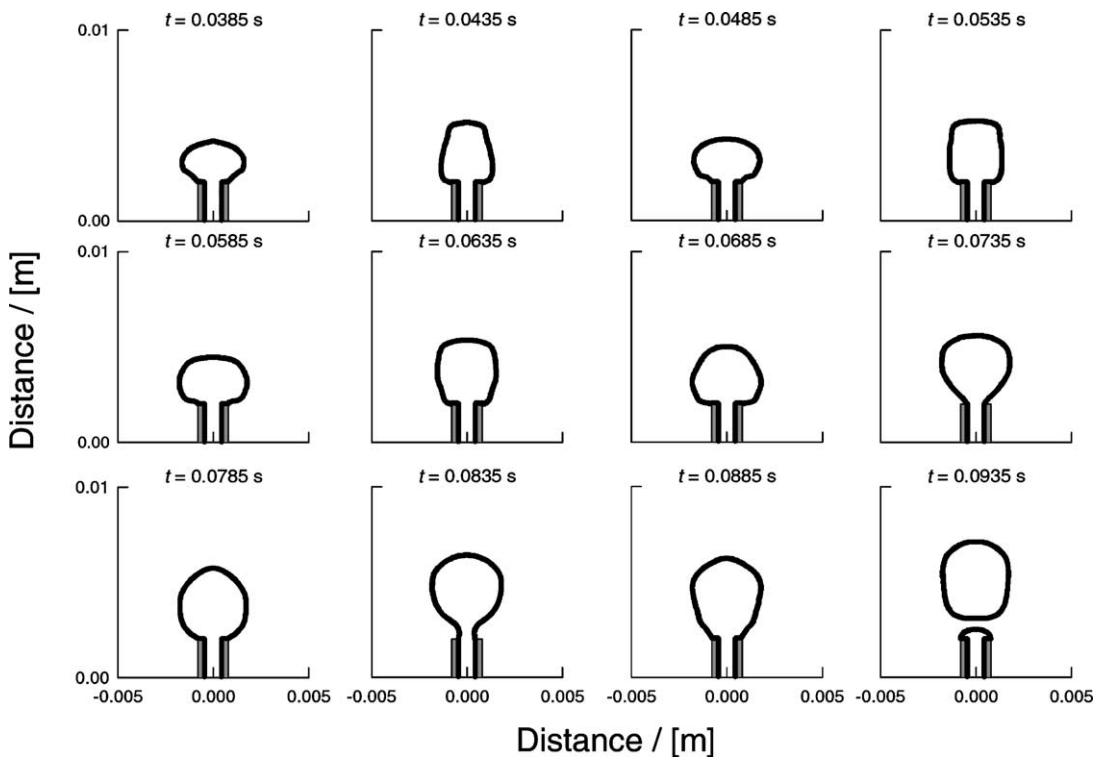 t = 0.0385 s t = 0.0435 s t = 0.0485 s t = 0.0535 s
0.01
0.00
t = 0.0585 s t = 0.0635 s t = 0.0685 s t = 0.0735 s
0.01
0.00
t = 0.0785 s t = 0.0835 s t = 0.0885 s t = 0.0935 s
0.01
0.00
-0.005 0.000 0.005 -0.005 0.000 0.005 -0.005 0.000 0.005 -0.005 0.000 0.005
Distance / [m]
Distance / [m]